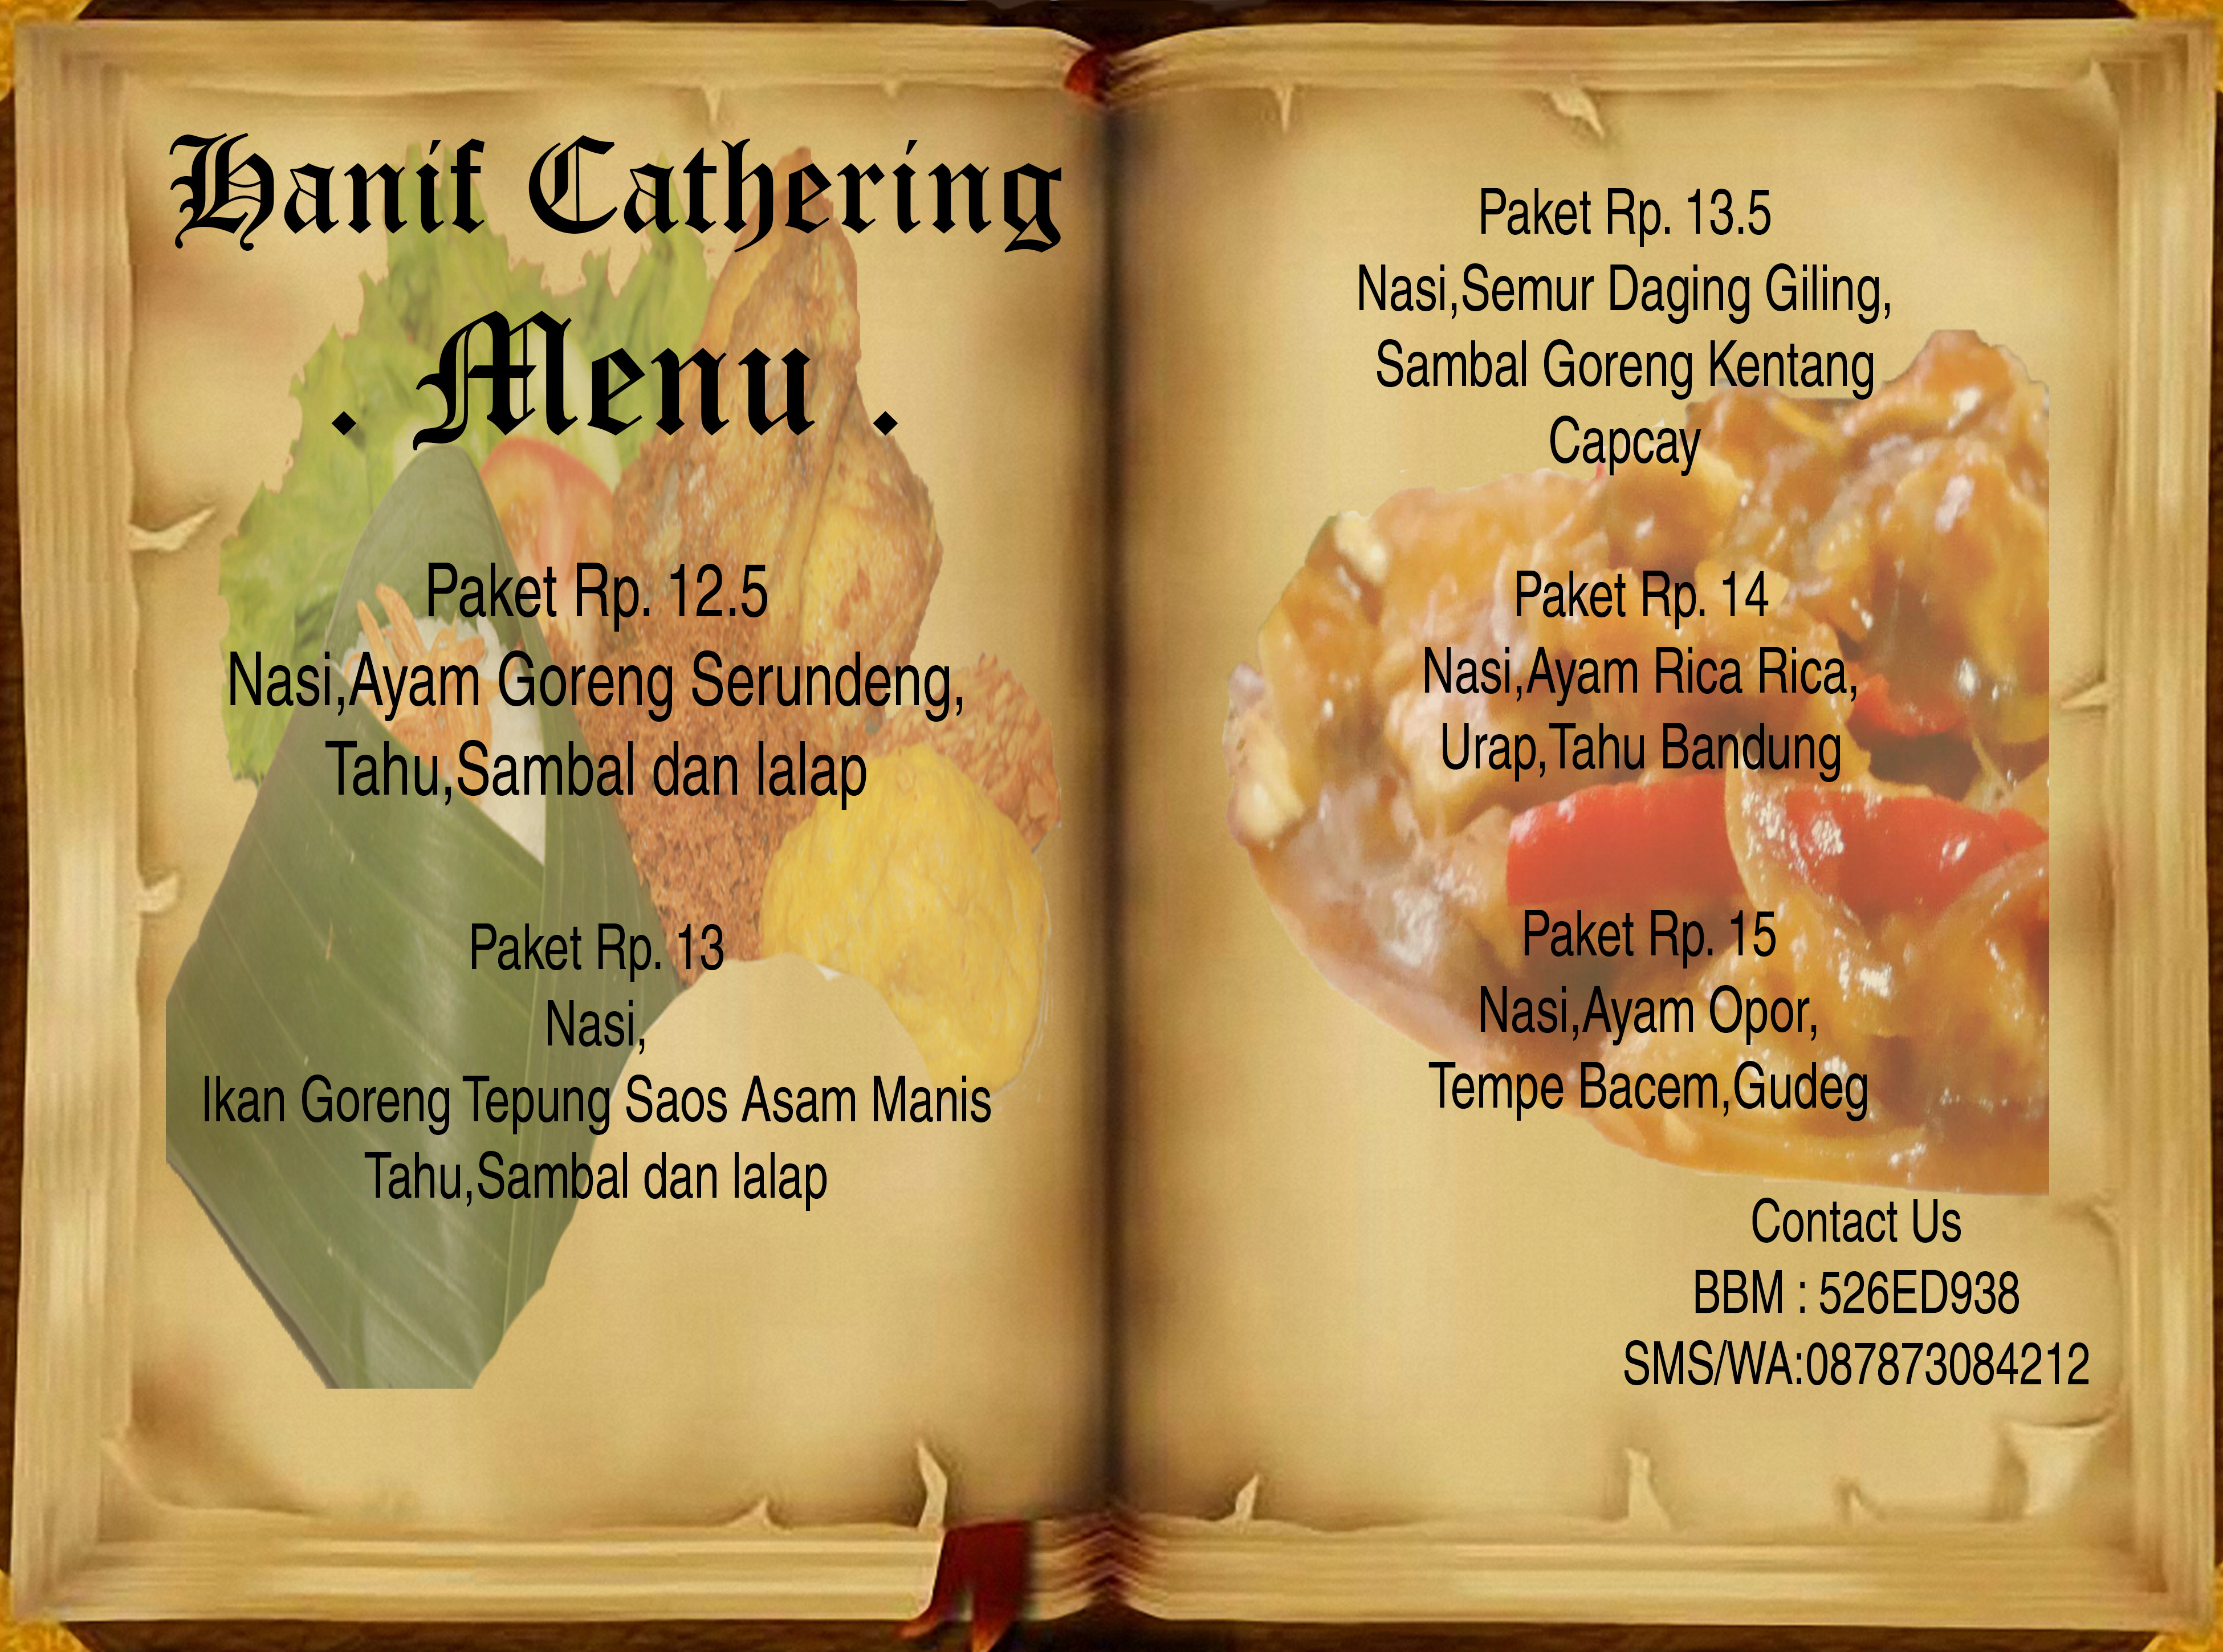 Hanif Cathering
. Menu .
Paket Rp. 12.5
Nasi,Ayam Goreng Serundeng,
Tahu,Sambal dan lalap
Paket Rp. 13
Nasi,
Ikan Goreng Tepung Saos Asam Manis
Tahu,Sambal dan lalap
Paket Rp. 13.5
Nasi,Semur Daging Giling,
Sambal Goreng Kentang
Capcay
Paket Rp. 14
Nasi,Ayam Rica Rica,
Urap,Tahu Bandung
Paket Rp. 15
Nasi,Ayam Opor,
Tempe Bacem,Gudeg
Contact Us
BBM : 526ED938
SMS/WA:087873084212